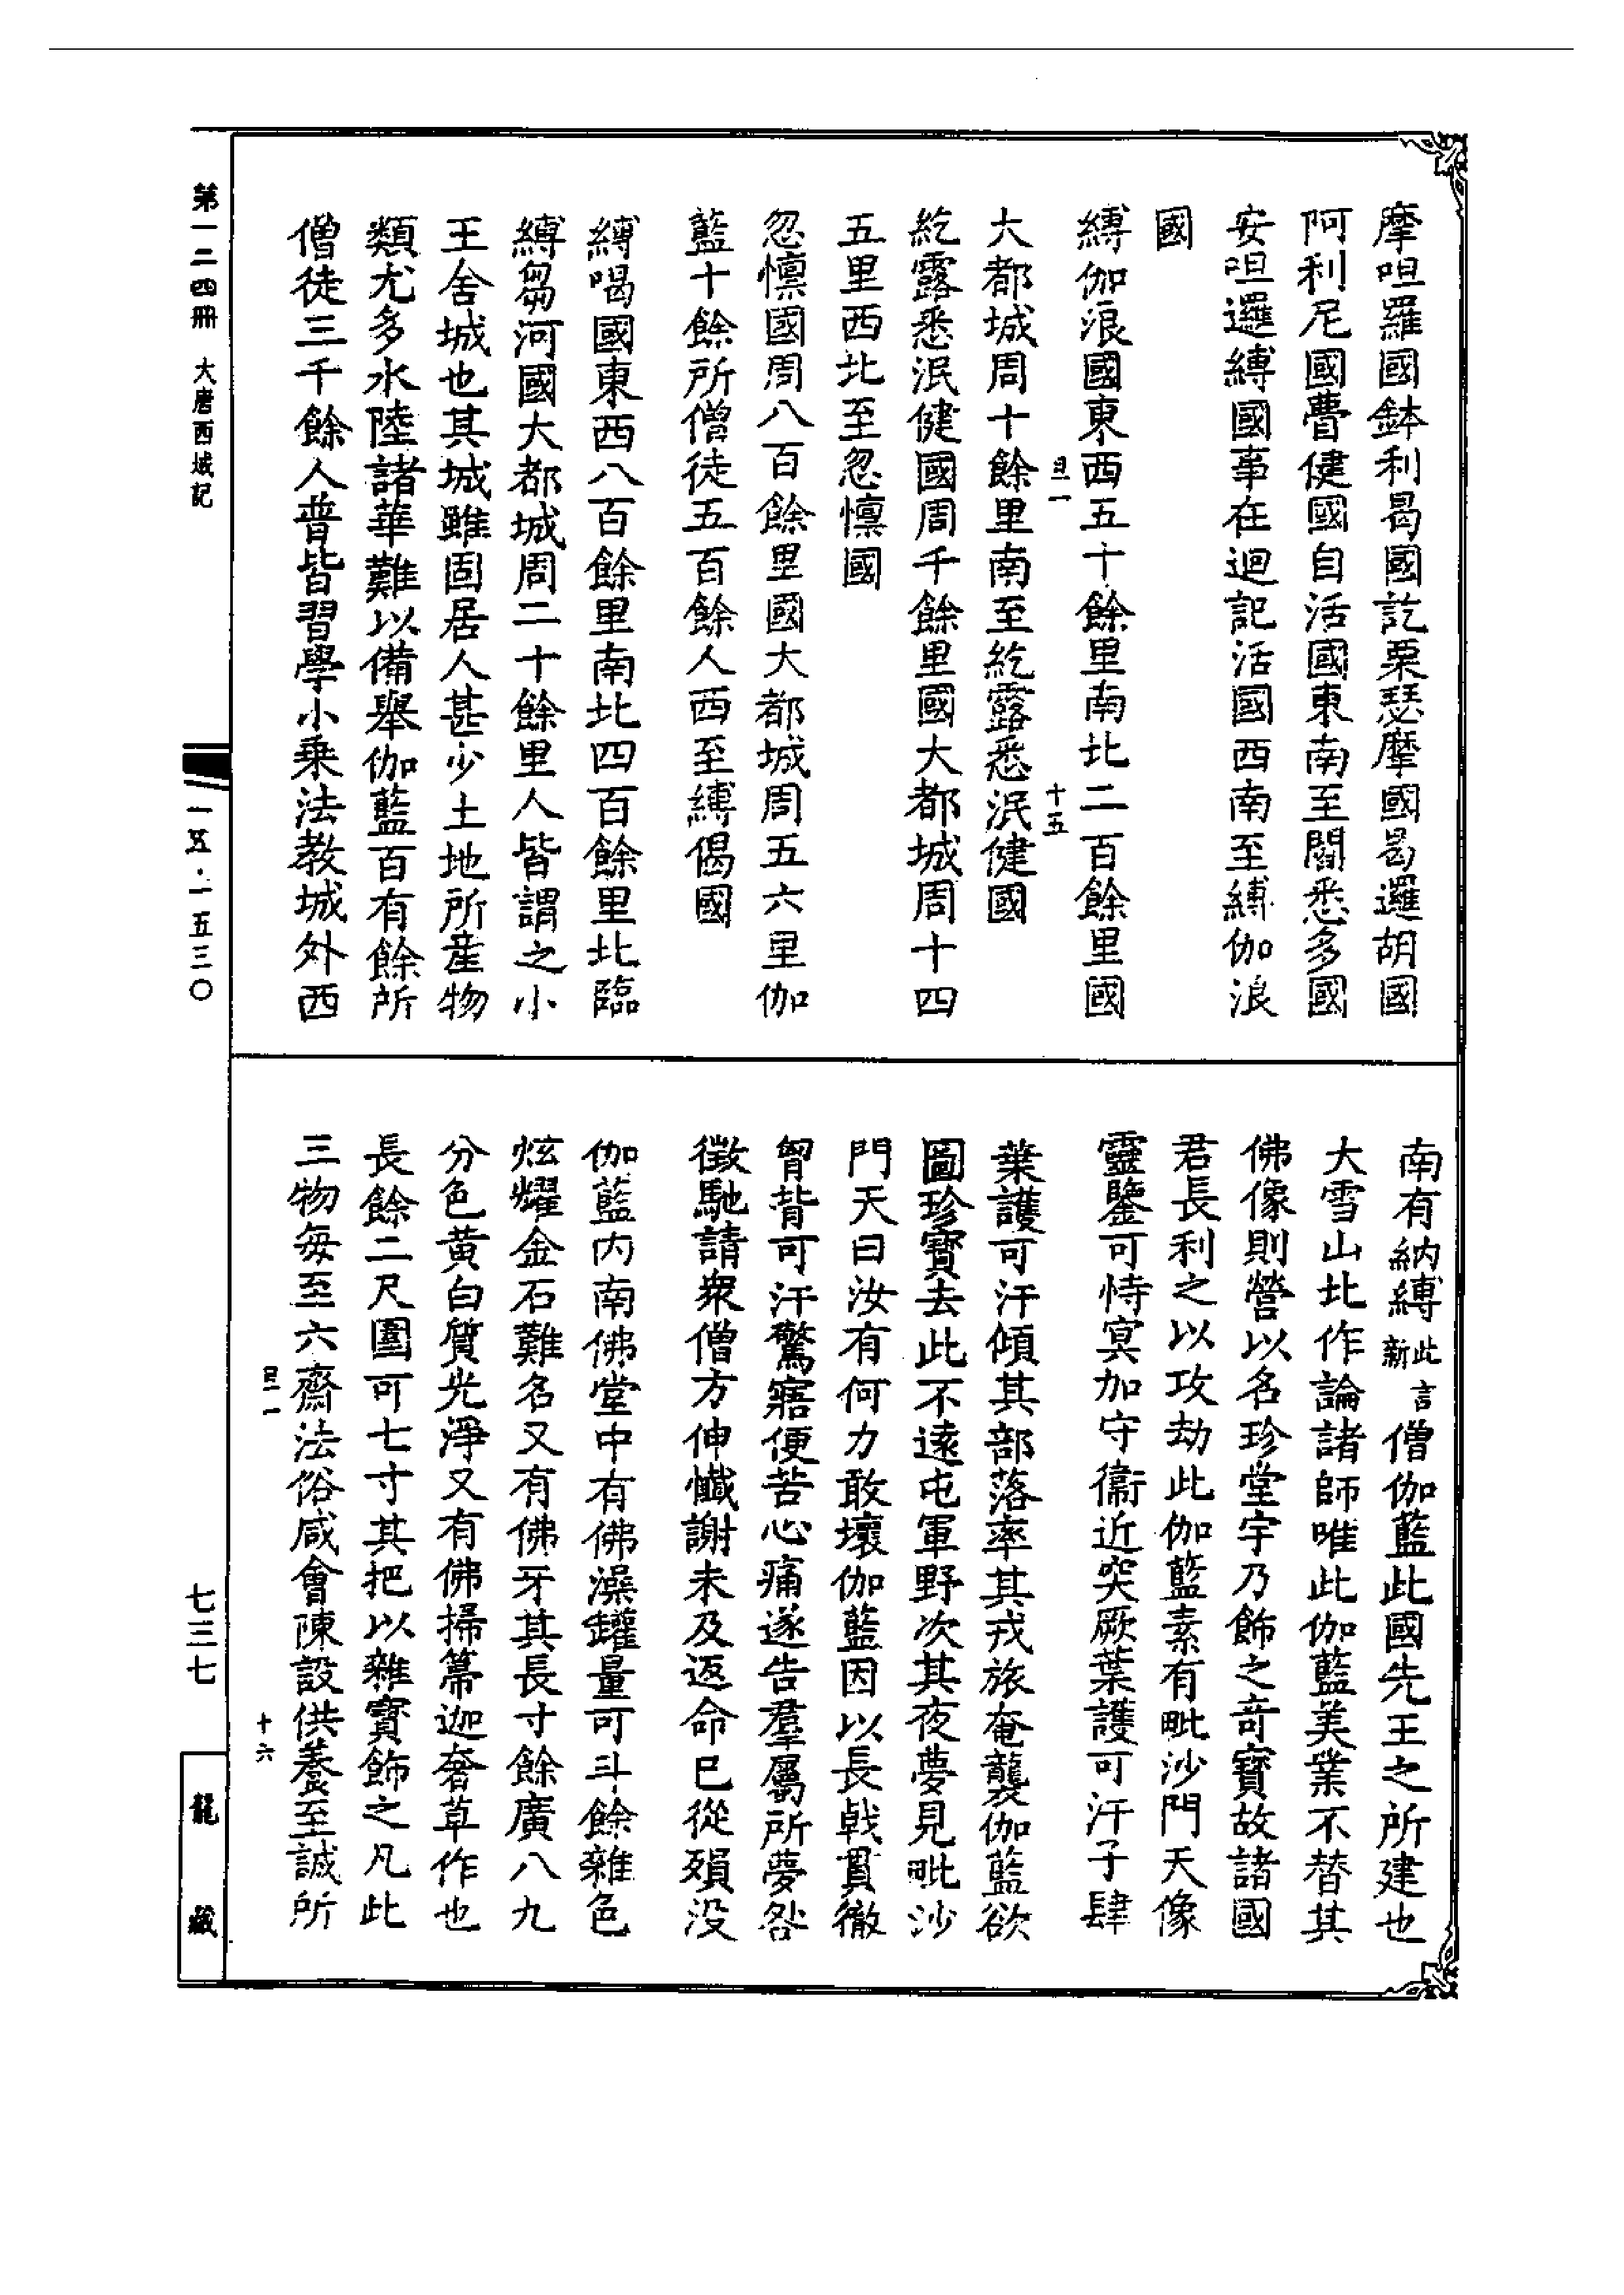 摩呾羅國鉢利曷國訖栗瑟摩國曷邏胡國
阿利尼國瞢健國自活國東南至闊悉多國
安呾邏縛國事在迴記活國西南至縛伽浪
國
縛伽浪國東西五十餘里南北二百餘里國
大都城周十餘里南至紇露悉泯健國
紇露悉泯健國周千餘里國大都城周十四
五里西北至忽懍國
忽懍國周八百餘里國大都城周五六里伽
藍十餘所僧徒五百餘人西至縛偈國
縛喝國東西八百餘里南北四百餘里北臨
縛芻河國大都城周二十餘里人皆謂之小
王舍城也其城雖固居人甚少土地所產物
類尤多水陸諸華難以備舉伽藍百有餘所
僧徒三千餘人普皆習學小乘法教城外西
南有納縛此言新僧伽藍此國先王之所建也
大雪山北作論諸師唯此伽藍美業不替其
佛像則營以名珍堂宇乃飾之奇寶故諸國
君長利之以攻劫此伽藍素有毗沙門天像
靈鑒可恃冥加守衞近突厥葉護可汗子肆
葉護可汗傾其部落率其戎旅奄襲伽藍欲
圖珍寶去此不遠屯軍野次其夜夢見毗沙
門天曰汝有何力敢壞伽藍因以長戟貫徹
胷背可汗驚寤便苦心痛遂告羣屬所夢咎
徵馳請衆僧方伸懺謝未及返命已從殞没
伽藍内南佛堂中有佛澡罐量可斗餘雜色
炫耀金石難名又有佛牙其長寸餘廣八九
分色黃白質光淨又有佛掃箒迦奢草作也
長餘二尺圍可七寸其把以雜寶飾之凡此
三物每至六齋法俗咸會陳設供養至誠所
旦一
十五
旦一
十六
第一二四冊 大唐西域記
一五·一五三〇
七三七
龍藏